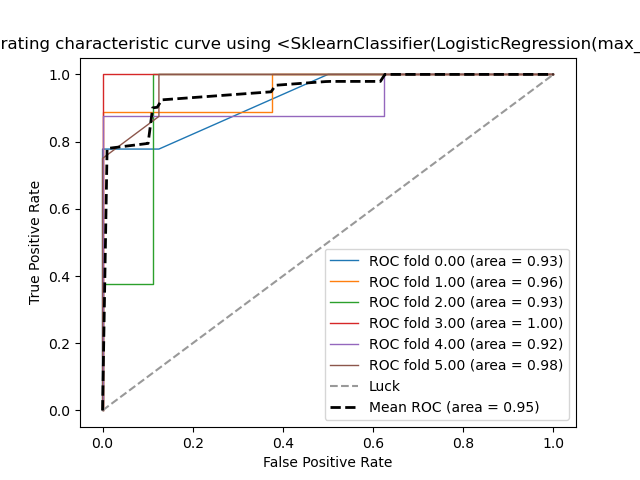 rating characteristic curve using <SklearnClassifier(LogisticRegression(max_
1.0
0.8
0.6
0.4
0.2
0.0
True Positive Rate
ROC fold 0.00 (area = 0.93)
ROC fold 1.00 (area = 0.96)
ROC fold 2.00 (area = 0.93)
ROC fold 3.00 (area = 1.00)
ROC fold 4.00 (area = 0.92)
ROC fold 5.00 (area = 0.98)
Luck
Mean ROC (area = 0.95)
0.0 0.2 0.4 0.6 0.8 1.0
False Positive Rate